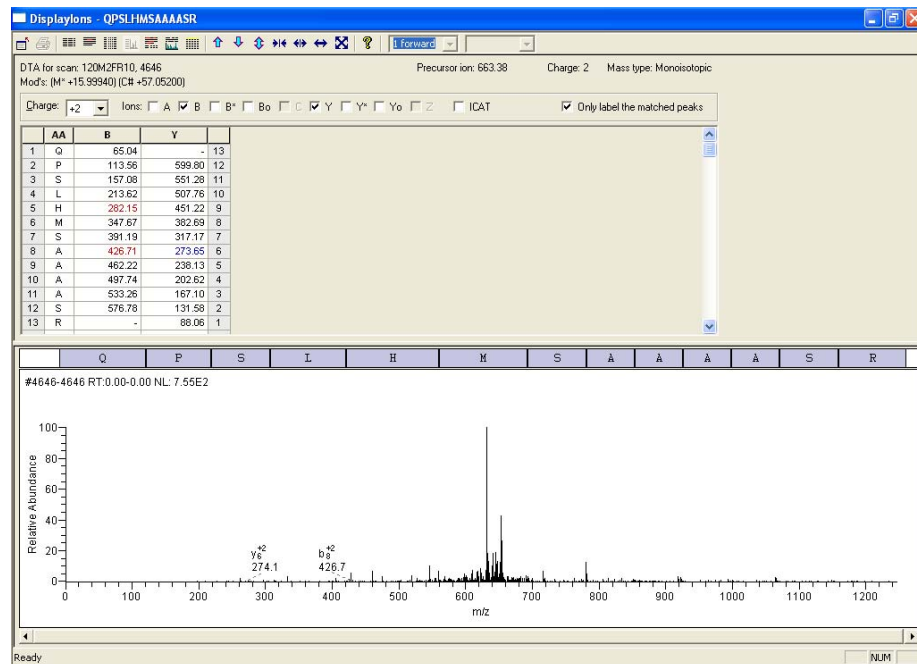 DisplayIons - QPSLHMSAAAASR
1 forward
DTA for scan: 120M2FR10, 4646 Precursor ion: 663.38 Charge: 2 Mass type: Monoisotopic
Mod's: (M* +15.99940) (C# +57.05200)
Charge: +2 Ions: A B B* Bo C Y Y* Yo Z ICAT Only label the matched peaks
AA B Y
1 Q 65.04 - 13
2 P 113.56 599.80 12
3 S 157.08 551.28 11
4 L 213.62 507.76 10
5 H 282.15 451.22 9
6 M 347.67 382.69 8
7 S 391.19 317.17 7
8 A 426.71 273.65 6
9 A 462.22 238.13 5
10 A 497.74 202.62 4
11 A 533.26 167.10 3
12 S 576.78 131.58 2
13 R - 88.06 1
Q P S L H M S A A A A S R
#4646-4646 RT:0.00-0.00 NL: 7.55E2
100
80
60
40
20
0
Relative Abundance
y6+2
274.1
b8+2
426.7
0 100 200 300 400 500 600 700 800 900 1000 1100 1200
m/z
Ready NUM